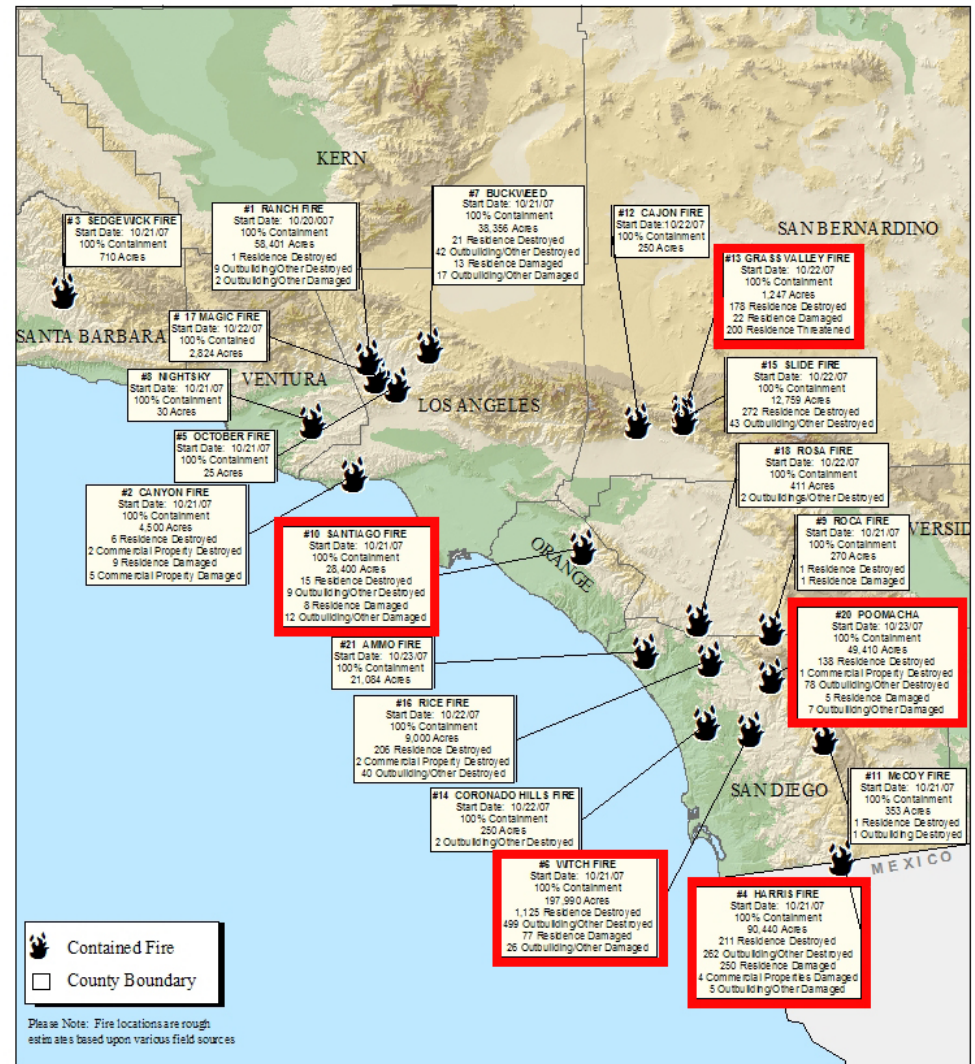 KERN
#7 BUCKWEED
Start Date: 10/21/07
100% Containment
38,356 Acres
21 Residence Destroyed
42 Outbuilding/Other Destroyed
13 Residence Damaged
17 Outbuilding/Other Damaged
#1 RANCH FIRE
Start Date: 10/20/007
100% Containment
58,401 Acres
1 Residence Destroyed
9 Outbuilding/Other Destroyed
2 Outbuilding/Other Damaged
#3 SEDGEWICK FIRE
Start Date: 10/21/07
100% Containment
710 Acres
#12 CAJON FIRE
Start Date:10/22/07
100% Containment
250 Acres
SAN BERNARDINO
#13 GRASS VALLEY FIRE
Start Date: 10/22/07
100% Containment
1,247 Acres
178 Residence Destroyed
22 Residence Damaged
200 Residence Threatened
SANTA BARBARA
# 17 MAGIC FIRE
Start Date: 10/22/07
100% Contained
2,824 Acres
#8 NIGHTSKY
Start Date: 10/21/07
100% Containment
30 Acres
VENTURA
LOS ANGELES
#15 SLIDE FIRE
Start Date: 10/22/07
100% Containment
12,759 Acres
272 Residence Destroyed
43 Outbuilding/Other Destroyed
#5 OCTOBER FIRE
Start Date: 10/21/07
100% Containment
25 Acres
#18 ROSA FIRE
Start Date: 10/22/07
100% Containment
411 Acres
2 Outbuildings/Other Destroyed
#2 CANYON FIRE
Start Date: 10/21/07
100% Containment
4,500 Acres
6 Residence Destroyed
2 Commercial Property Destroyed
9 Residence Damaged
5 Commercial Property Damaged
#10 SANTIAGO FIRE
Start Date: 10/21/07
100% Containment
28,400 Acres
15 Residence Destroyed
9 Outbuilding/Other Destroyed
8 Residence Damaged
12 Outbuilding/Other Damaged
ORANGE
#9 ROCA FIRE
Start Date: 10/21/07
100% Containment
270 Acres
1 Residence Destroyed
1 Residence Damaged
VERSID
#20 POOMACHA
Start Date: 10/23/07
100% Containment
49,410 Acres
138 Residence Destroyed
1 Commercial Property Destroyed
78 Outbuilding/Other Destroyed
5 Residence Damaged
7 Outbuilding/Other Damaged
#21 AMMO FIRE
Start Date: 10/23/07
100% Containment
21,084 Acres
#16 RICE FIRE
Start Date: 10/22/07
100% Containment
9,000 Acres
206 Residence Destroyed
2 Commercial Property Destroyed
40 Outbuilding/Other Destroyed
#14 CORONADO HILLS FIRE
Start Date: 10/22/07
100% Containment
250 Acres
2 Outbuilding/Other Destroyed
SAN DIEGO
#11 McCOY FIRE
Start Date: 10/21/07
100% Containment
353 Acres
1 Residence Destroyed
1 Outbuilding Destroyed
MEXICO
#6 WITCH FIRE
Start Date: 10/21/07
100% Containment
197,990 Acres
1,125 Residence Destroyed
499 Outbuilding/Other Destroyed
77 Residence Damaged
26 Outbuilding/Other Damaged
#4 HARRIS FIRE
Start Date: 10/21/07
100% Containment
90,440 Acres
211 Residence Destroyed
262 Outbuilding/Other Destroyed
250 Residence Damaged
4 Commercial Properties Damaged
5 Outbuilding/Other Damaged
Contained Fire
County Boundary
Please Note: Fire locations are rough
estimates based upon various field sources